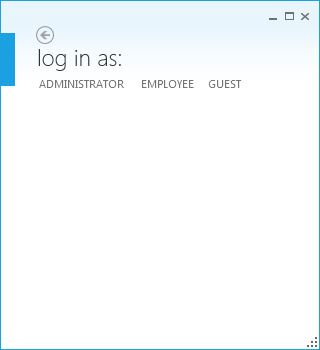 log in as:
ADMINISTRATOR EMPLOYEE GUEST